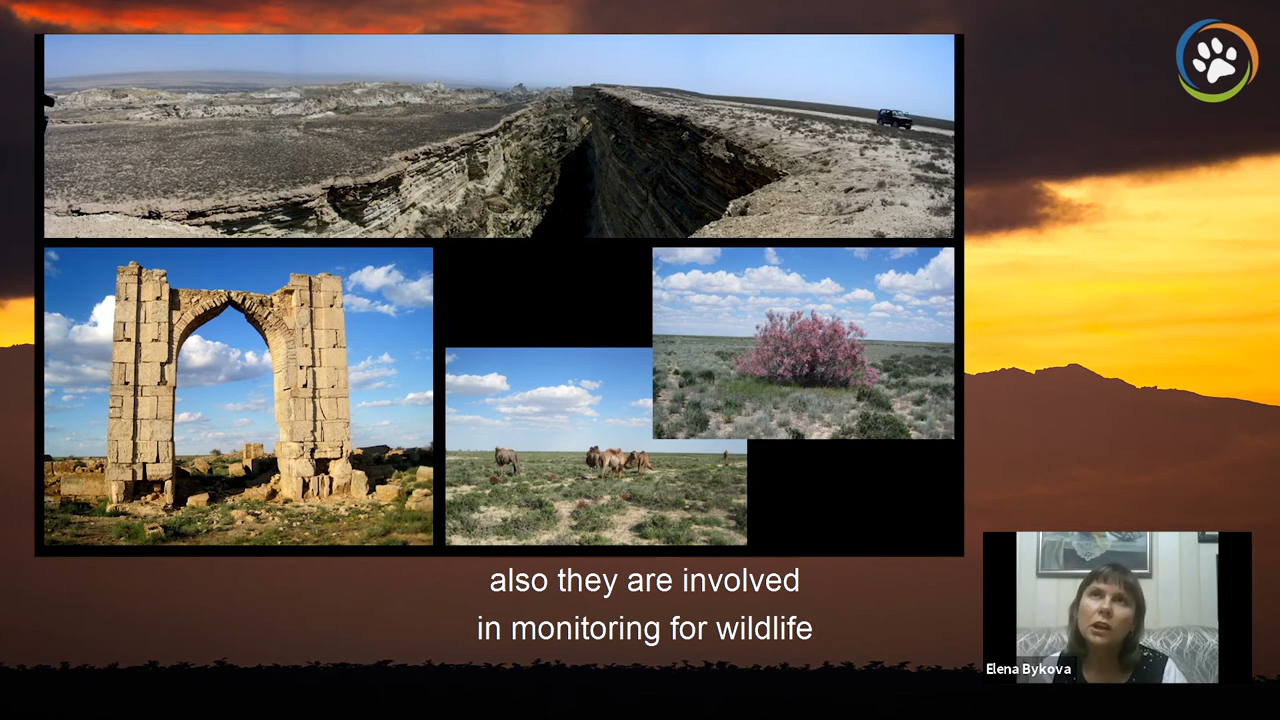 also they are involved
in monitoring for wildlife
Elena Bykova